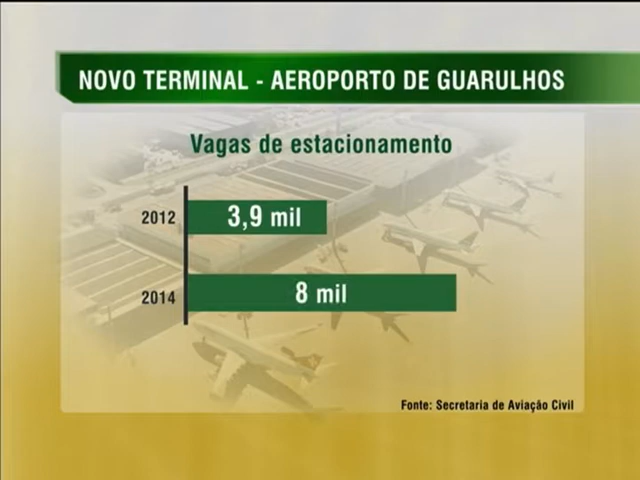 NOVO TERMINAL - AEROPORTO DE GUARULHOS
Vagas de estacionamento
2012 3,9 mil
2014 8 mil
Fonte: Secretaria de Aviação Civil